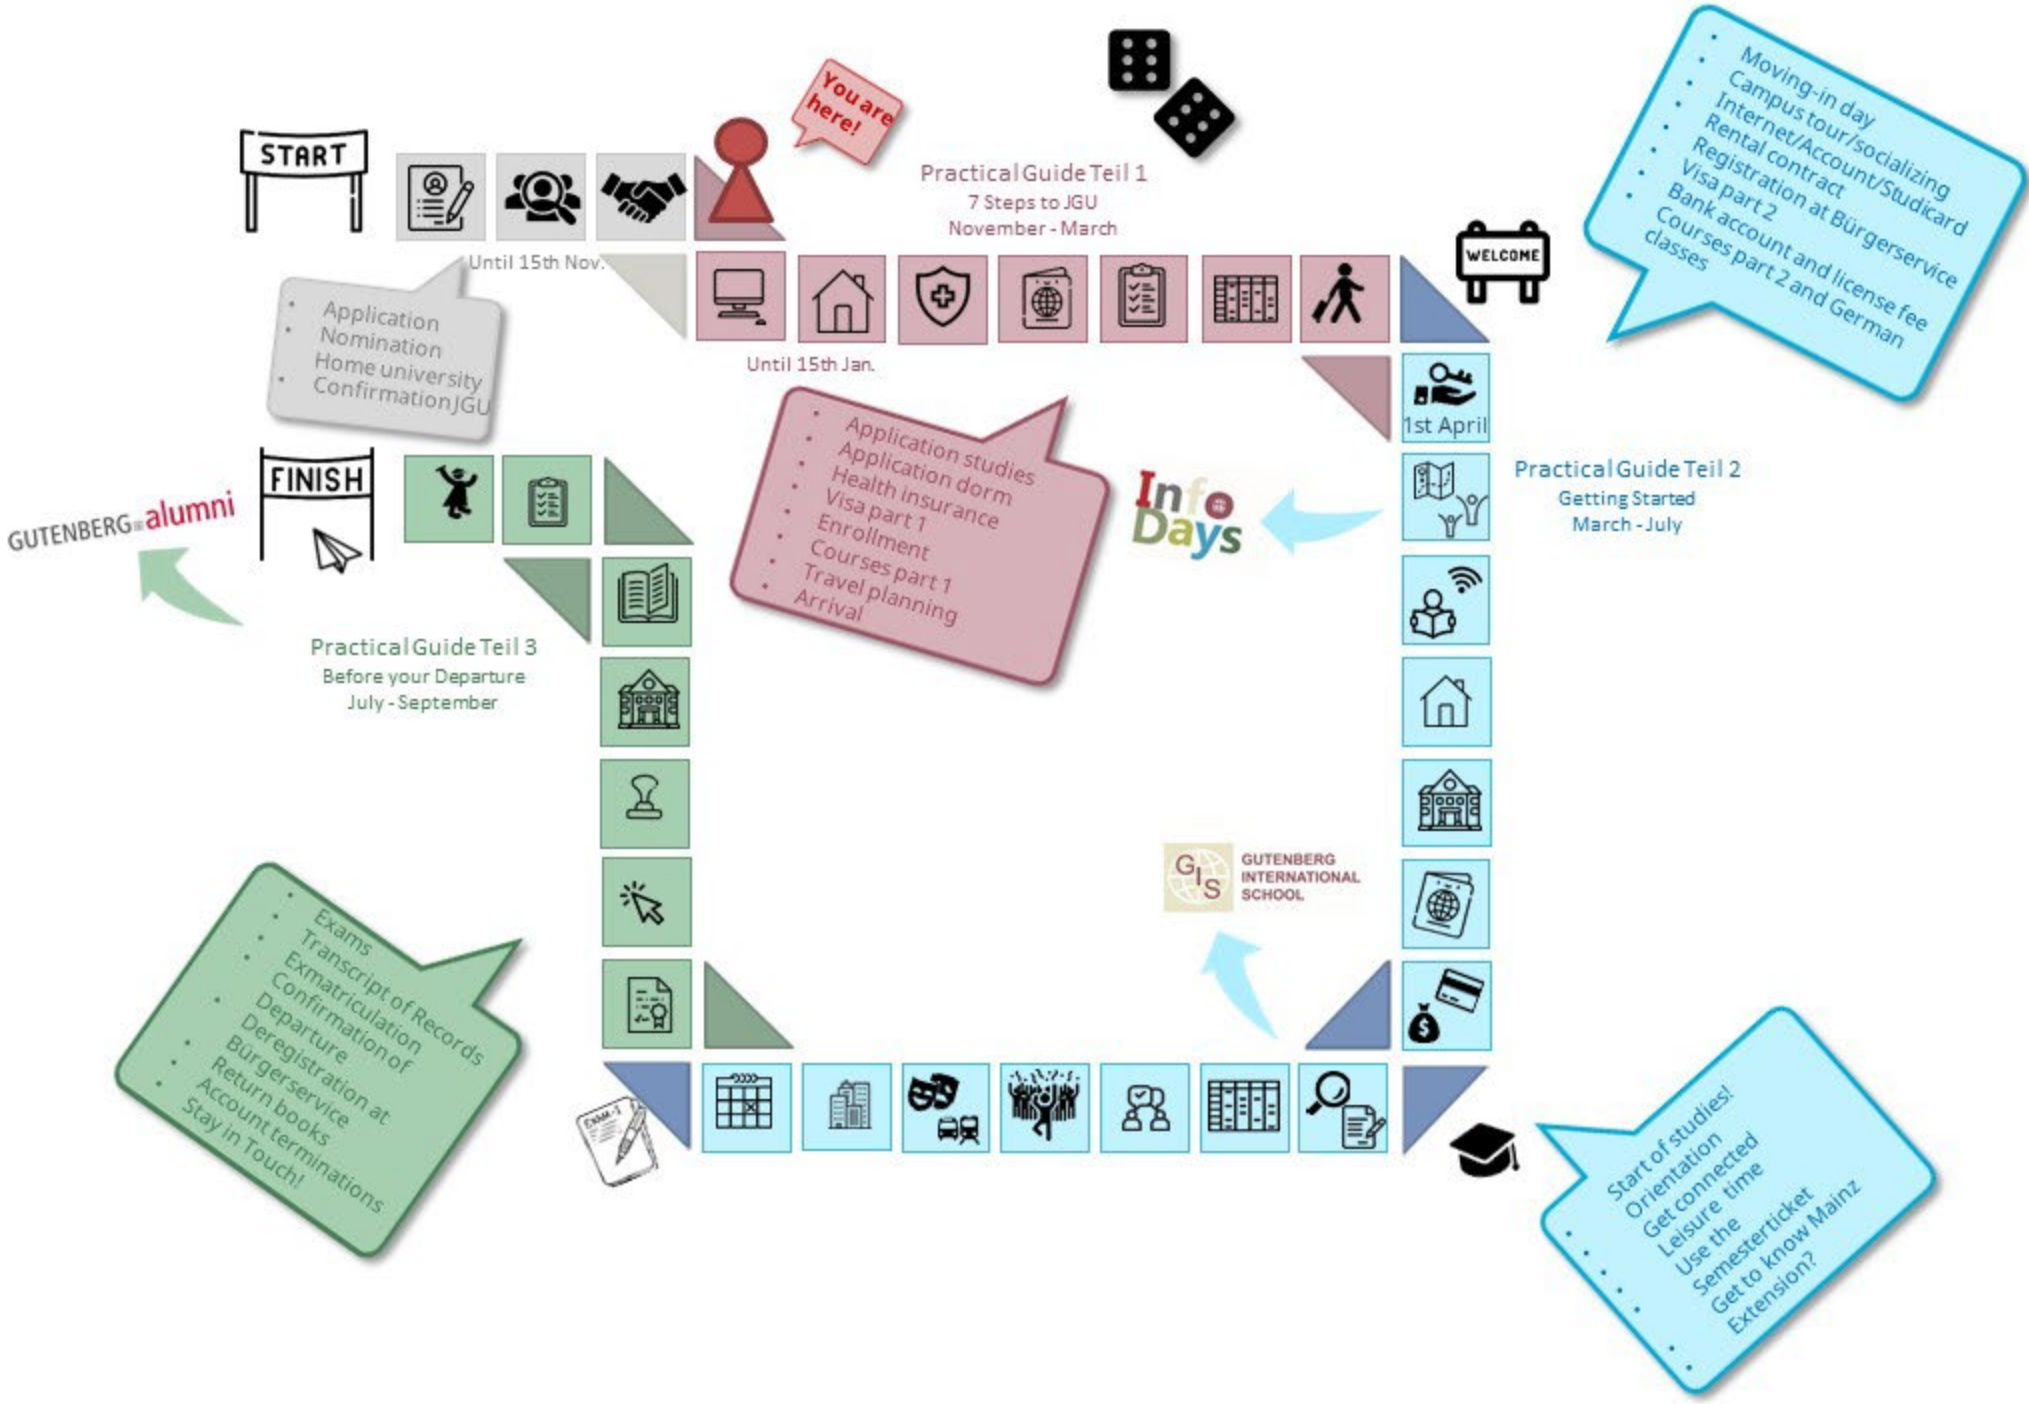 START
You are
here!
Practical Guide Teil 1
7 Steps to JGU
November - March
Until 15th Nov.
Application
Nomination
Home university
Confirmation JGU
Until 15th Jan.
Application studies
Application dorm
Health insurance
Visa part 1
Enrollment
Courses part 1
Travel planning
Arrival
WELCOME
Moving-in day
Campus tour/socializing
Internet/Account/Studicard
Rental contract
Registration at Bürgerservice
Visa part 2
Bank account and license fee
Courses part 2 and German
classes
1st April
Info
Days
Practical Guide Teil 2
Getting Started
March - July
GIS
GUTENBERG
INTERNATIONAL
SCHOOL
Start of studies!
Orientation
Get connected
Leisure time
Use the
Semesterticket
Get to know Mainz
Extension?
EXAM-1
Exams
Transcript of Records
Exmatriculation
Confirmation of
Departure
Deregistration at
Bürgerservice
Return books
Account terminations
Stay in Touch!
Practical Guide Teil 3
Before your Departure
July - September
FINISH
GUTENBERG alumni